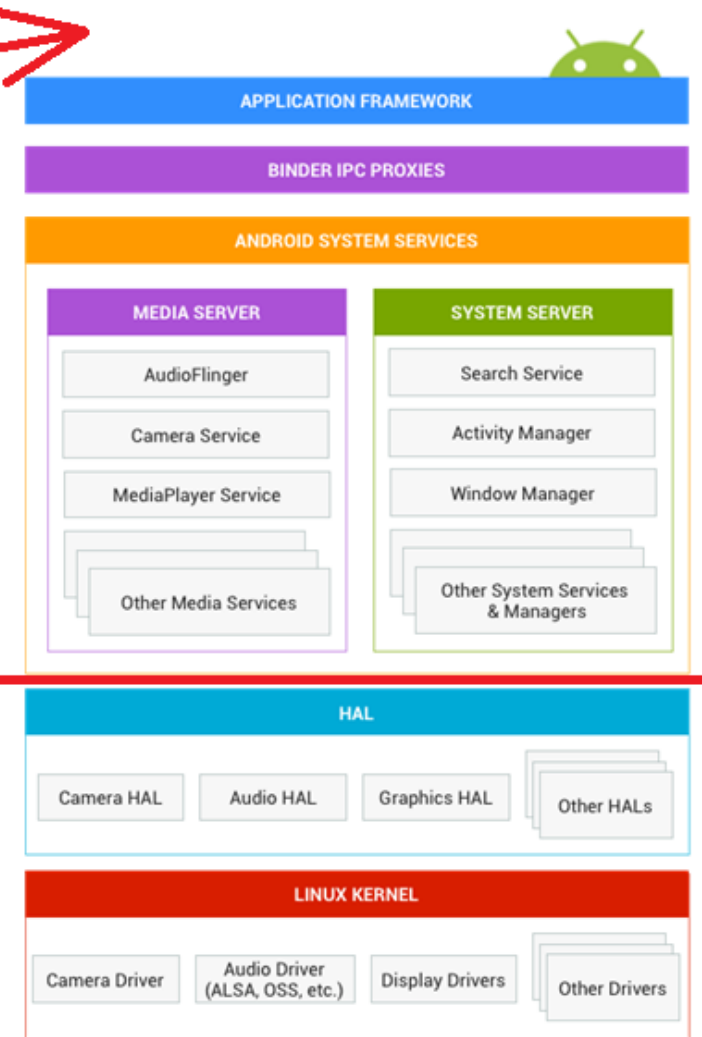 APPLICATION FRAMEWORK
BINDER IPC PROXIES
ANDROID SYSTEM SERVICES
MEDIA SERVER
AudioFlinger
Camera Service
MediaPlayer Service
Other Media Services
SYSTEM SERVER
Search Service
Activity Manager
Window Manager
Other System Services
& Managers
HAL
Camera HAL
Audio HAL
Graphics HAL
Other HALs
LINUX KERNEL
Camera Driver
Audio Driver
(ALSA, OSS, etc.)
Display Drivers
Other Drivers